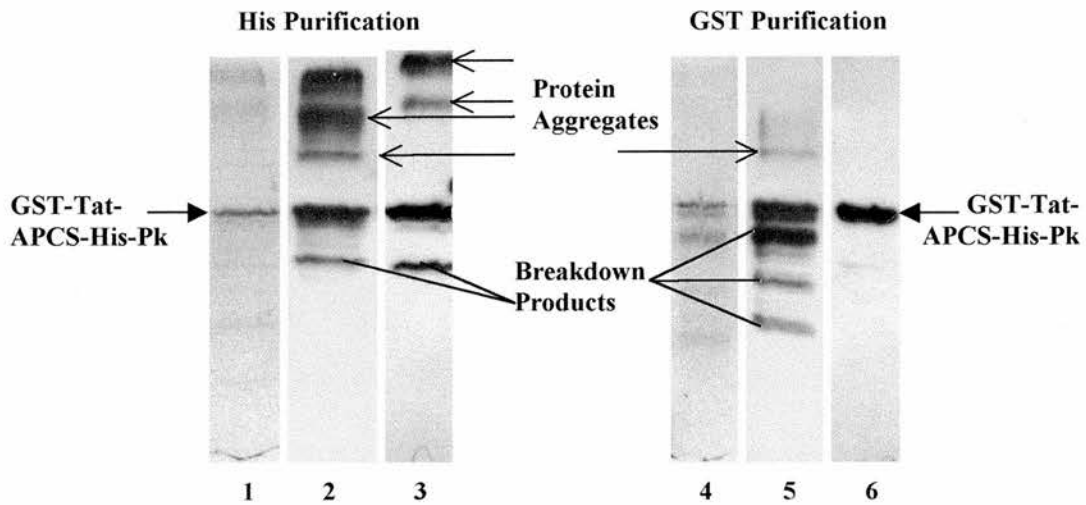 His Purification
GST Purification
Protein
Aggregates
GST-Tat-
APCS-His-Pk
GST-Tat-
APCS-His-Pk
Breakdown
Products
1 2 3 4 5 6